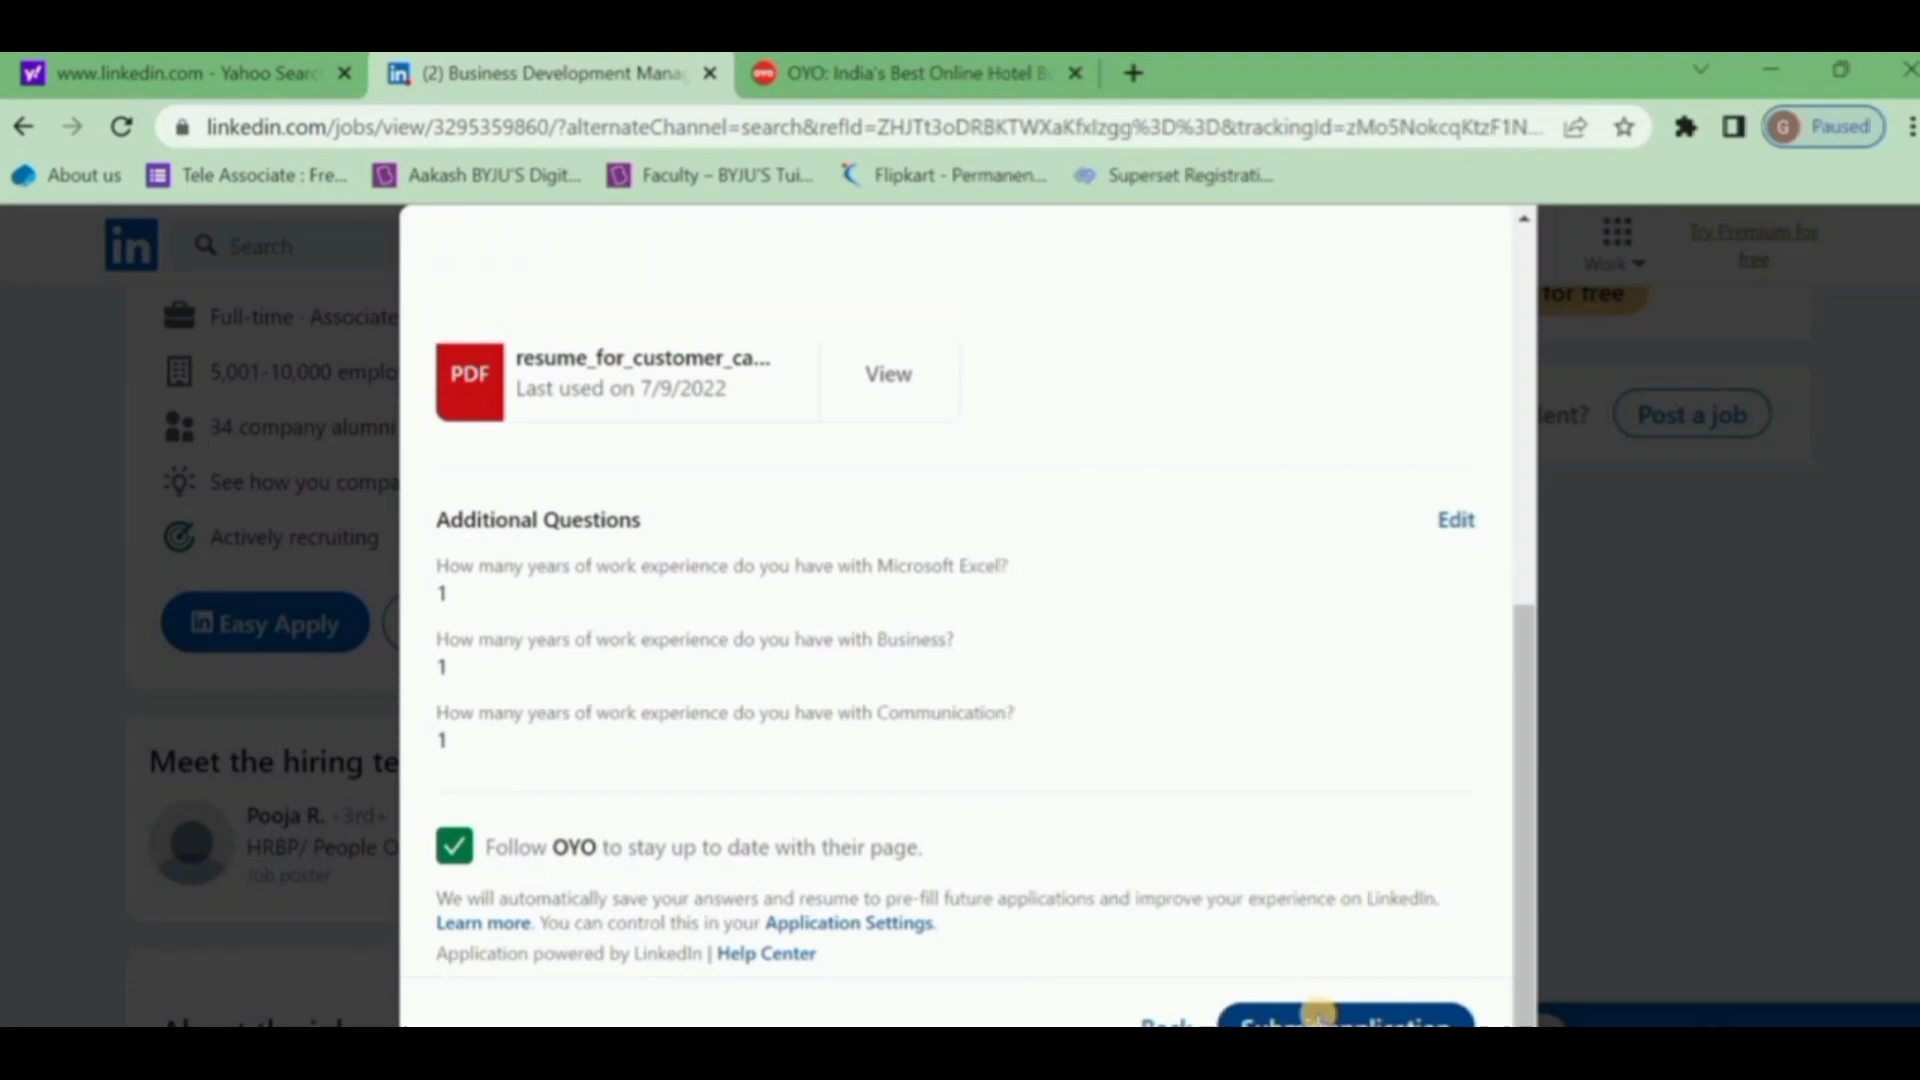 www.linkedin.com - Yahoo Searc
(2) Business Development Mana
OYO: India's Best Online Hotel B
linkedin.com/jobs/view/3295359860/?alternateChannel=search&refId=ZHJTt3oDRBKTWXaKfxIzgg%3D%3D&trackingId=zMo5NokcqKtzF1N...
G Paused
About us
Tele Associate : Fre...
Aakash BYJU'S Digit...
Faculty – BYJU'S Tui...
Flipkart - Permanen...
Superset Registrati...
in
Search
Work
Try Premium for
free
for free
Full-time · Associate
5,001-10,000 emplo
34 company alumni
See how you compa
Actively recruiting
Easy Apply
PDF
resume_for_customer_ca...
Last used on 7/9/2022
View
Post a job
Additional Questions
Edit
How many years of work experience do you have with Microsoft Excel?
1
How many years of work experience do you have with Business?
1
How many years of work experience do you have with Communication?
1
Meet the hiring te
Pooja R. · 3rd+
HRBP/ People O
Job poster
Follow OYO to stay up to date with their page.
We will automatically save your answers and resume to pre-fill future applications and improve your experience on LinkedIn.
Learn more. You can control this in your Application Settings.
Application powered by LinkedIn | Help Center
Back
Submit application